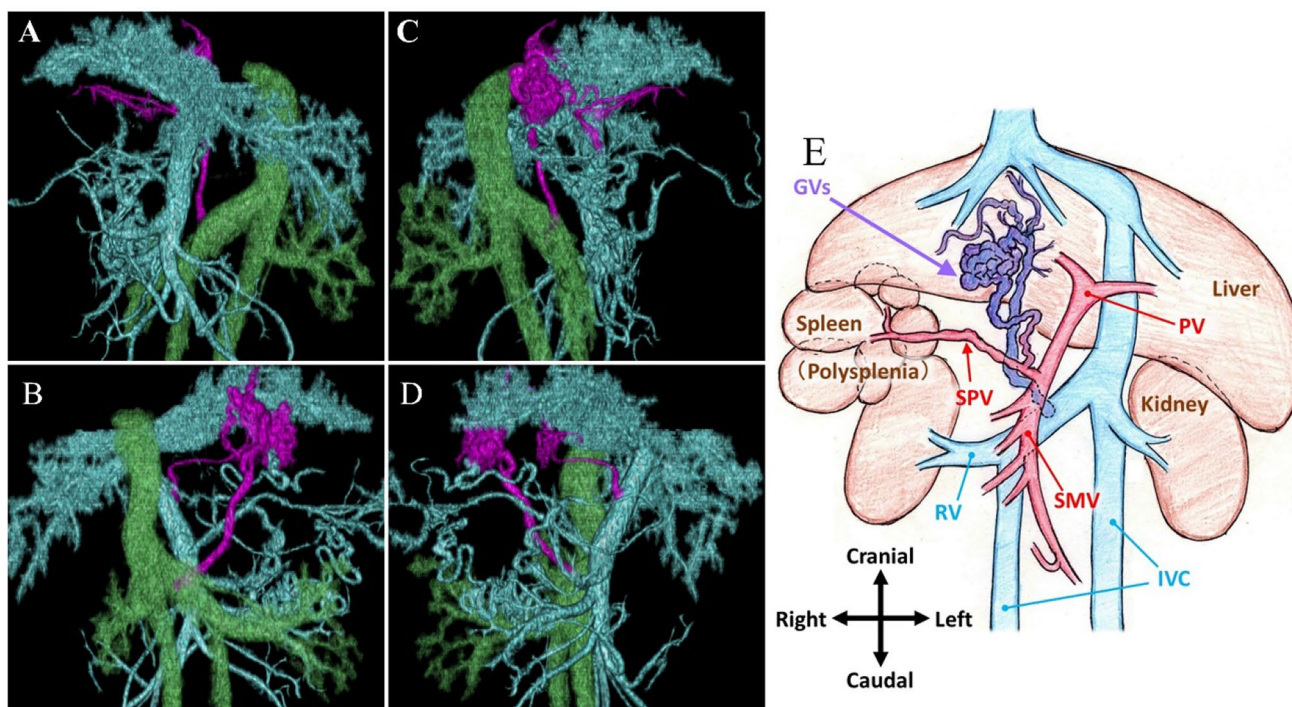 A
C
B
D
E
GVs
Spleen
(Polysplenia)
SPV
Liver
PV
Kidney
RV
SMV
IVC
Cranial
Right
Left
Caudal